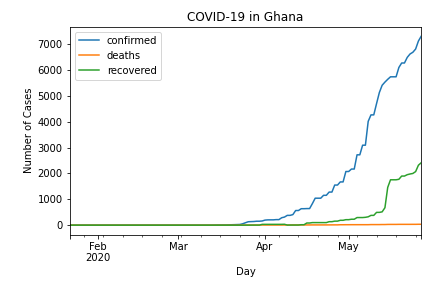 COVID-19 in Ghana
confirmed
deaths
recovered
Number of Cases
7000
6000
5000
4000
3000
2000
1000
0
Feb Mar Apr May
2020
Day